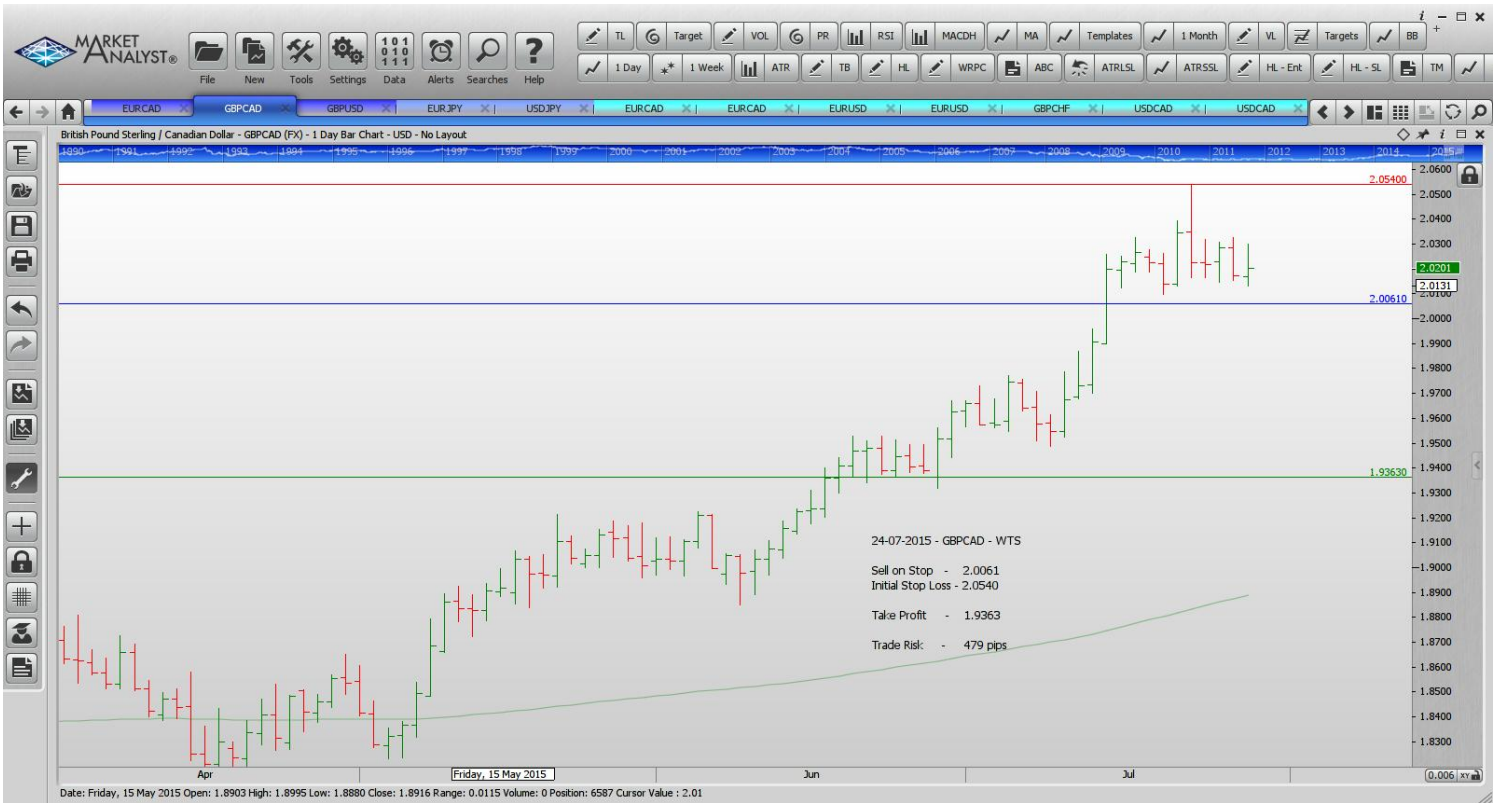 i
MARKET ANALYST®
File New Tools Settings Data Alerts Searches Help
TL Target VOL PR RSI MACDH MA Templates 1 Month VL Targets BB
1 Day 1 Week ATR TB HL WRPC ABC ATRLSL ATRSSL HL - Ent HL - SL TM
EURCAD GBPCAD GBPUSD EURJPY USDJPY EURCAD EURCAD EURUSD EURUSD GBPCHF USDCAD USDCAD
British Pound Sterling / Canadian Dollar - GBPCAD (FX) - 1 Day Bar Chart - USD - No Layout
i
1990 1991 1992 1993 1994 1995 1996 1997 1998 1999 2000 2001 2002 2003 2004 2005 2006 2007 2008 2009 2010 2011 2012 2013 2014 2015
2.0600
2.05400
2.0500
2.0400
2.0300
2.0201
2.0131
2.0100
2.00610
2.0000
1.9900
1.9800
1.9700
1.9600
1.9500
1.9400
1.93630
1.9300
1.9200
1.9100
1.9000
1.8900
1.8800
1.8700
1.8600
1.8500
1.8400
1.8300
24-07-2015 - GBPCAD - WTS
Sell on Stop - 2.0061
Initial Stop Loss - 2.0540
Take Profit - 1.9363
Trade Risk - 479 pips
Apr Friday, 15 May 2015 Jun Jul
0.006 XY
Date: Friday, 15 May 2015 Open: 1.8903 High: 1.8995 Low: 1.8880 Close: 1.8916 Range: 0.0115 Volume: 0 Position: 6587 Cursor Value : 2.01